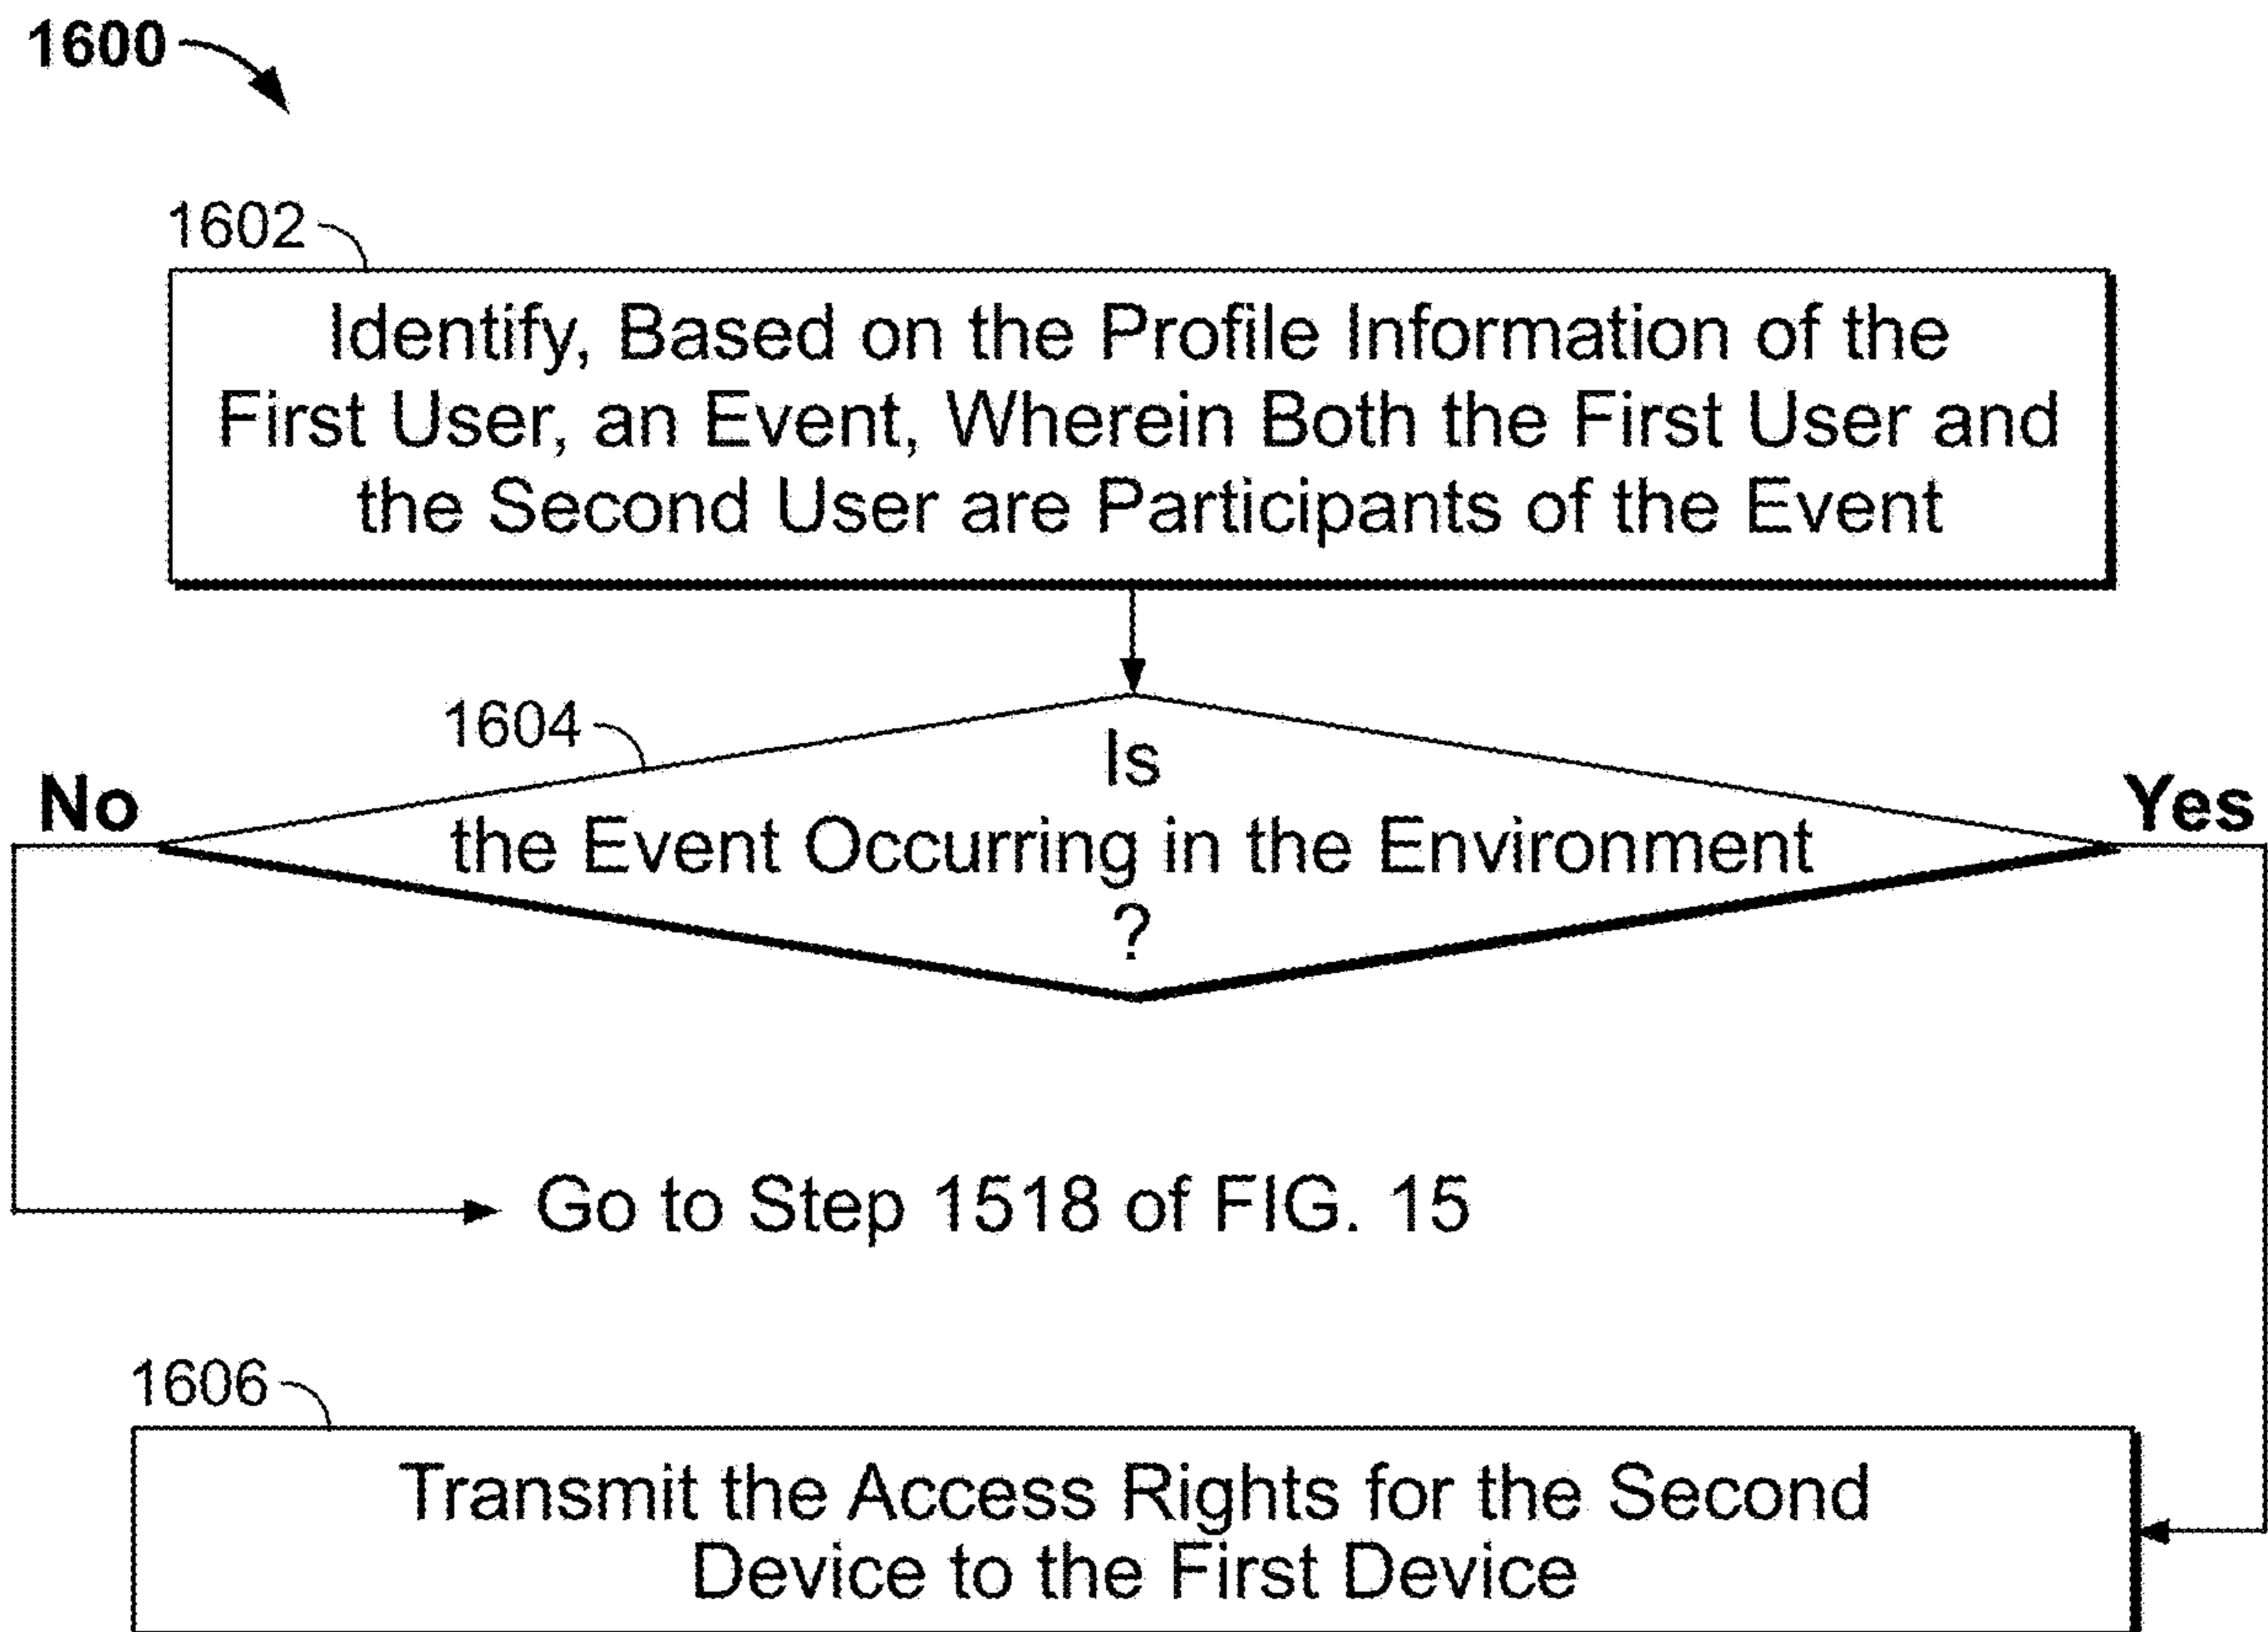 1600
1602
Identify, Based on the Profile Information of the
First User, an Event, Wherein Both the First User and
the Second User are Participants of the Event
1604
Is
the Event Occurring in the Environment
?
No
Yes
Go to Step 1518 of FIG. 15
1606
Transmit the Access Rights for the Second
Device to the First Device